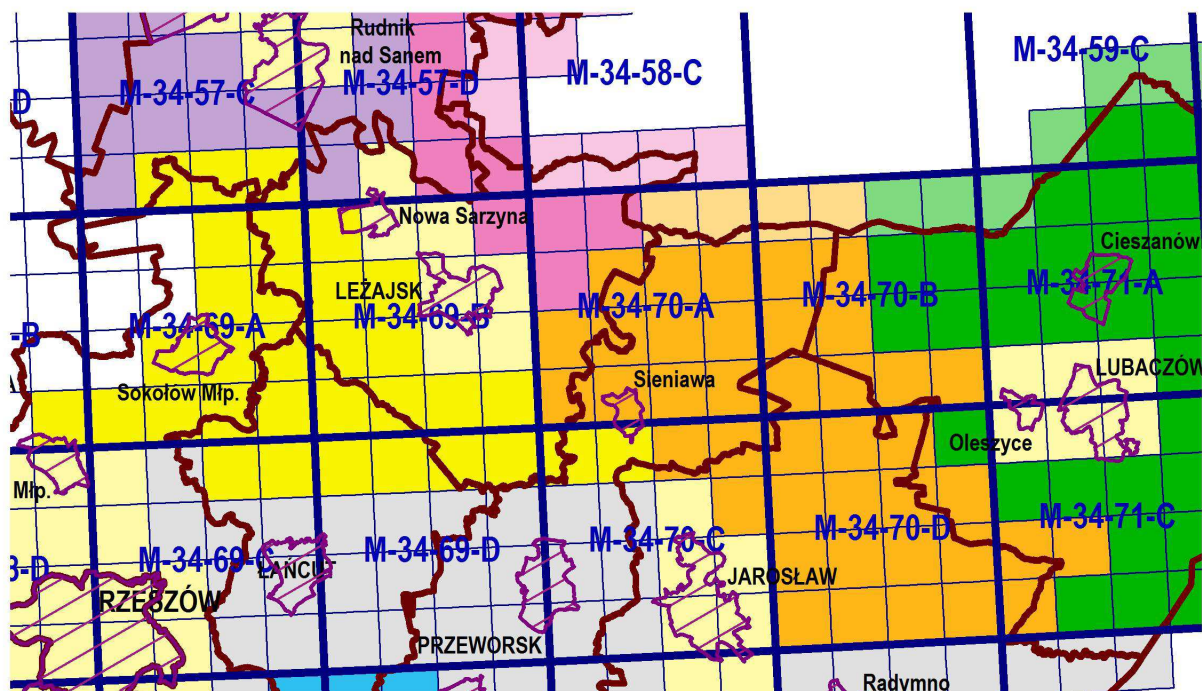 Rudnik
nad Sanem
M-34-59-C
M-34-58-C
M-34-57-D
M-34-57-C
-D
Nowa Sarzyna
Cieszanów
LEŻAJSK
M-34-71-A
M-34-70-B
M-34-70-A
M-34-69-B
M-34-69-A
-B
Sieniawa
LUBACZÓW
Sokołów Młp.
Oleszyce
Młp.
M-34-71-C
M-34-70-D
M-34-70-C
M-34-69-D
M-34-69-C
ŁAŃCUT
JAROSŁAW
RZESZÓW
PRZEWORSK
Radymno